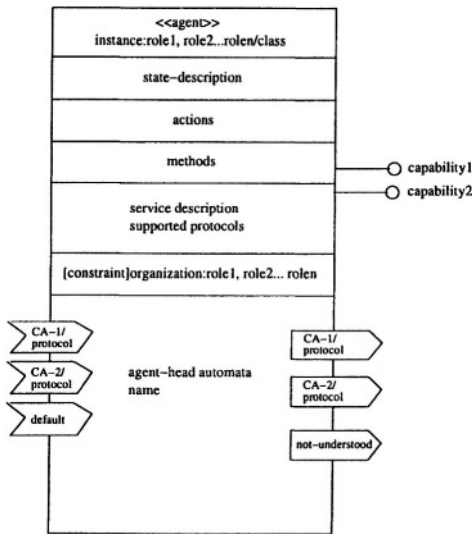 <<agent>>
instance:role1, role2...rolen/class
state-description
actions
methods
capability1
capability2
service description
supported protocols
[constraint]organization:role1, role2... rolen
CA-1/
protocol
CA-2/
protocol
default
agent-head automata
name
CA-1/
protocol
CA-2/
protocol
not-understood